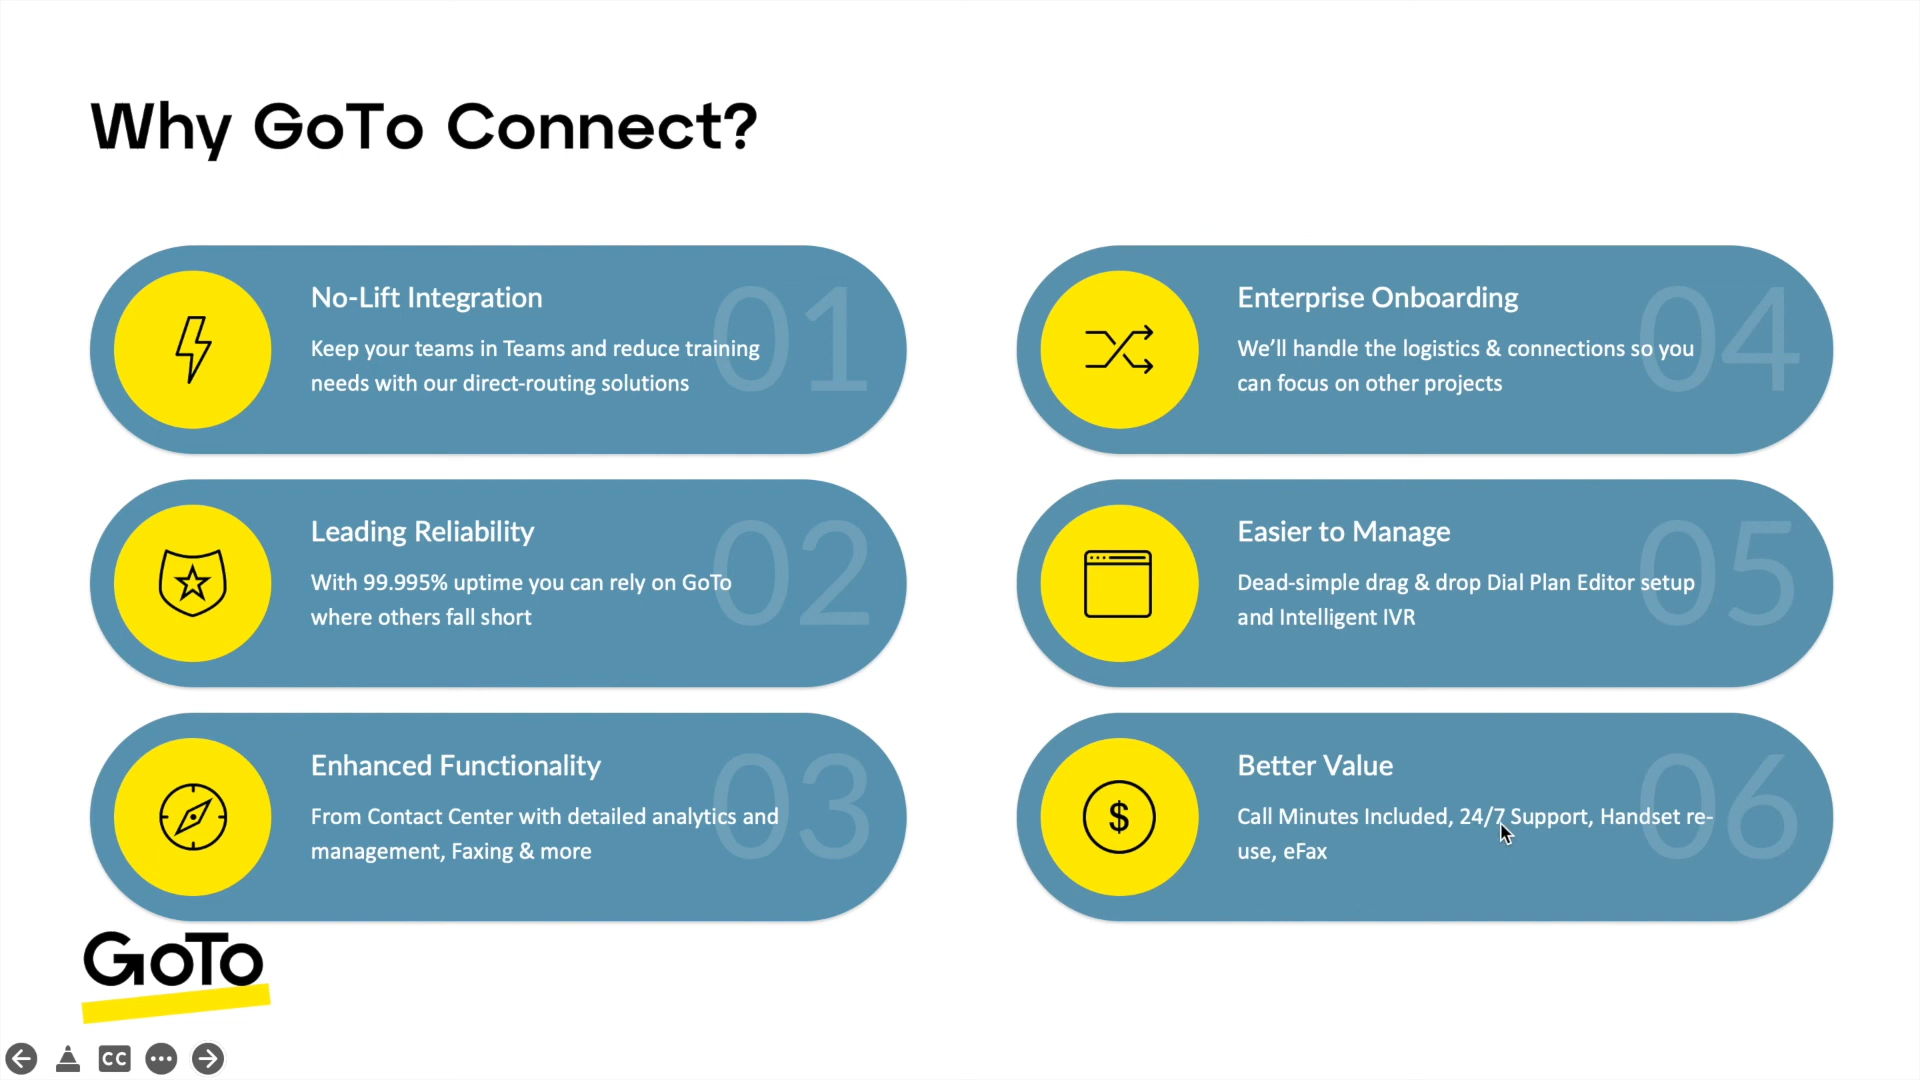 Why GoTo Connect?
No-Lift Integration
01
Keep your teams in Teams and reduce training
needs with our direct-routing solutions
Leading Reliability
02
With 99.995% uptime you can rely on GoTo
where others fall short
Enhanced Functionality
03
From Contact Center with detailed analytics and
management, Faxing & more
Enterprise Onboarding
04
We’ll handle the logistics & connections so you
can focus on other projects
Easier to Manage
05
Dead-simple drag & drop Dial Plan Editor setup
and Intelligent IVR
$
Better Value
06
Call Minutes Included, 24/7 Support, Handset re-
use, eFax
GoTo
CC